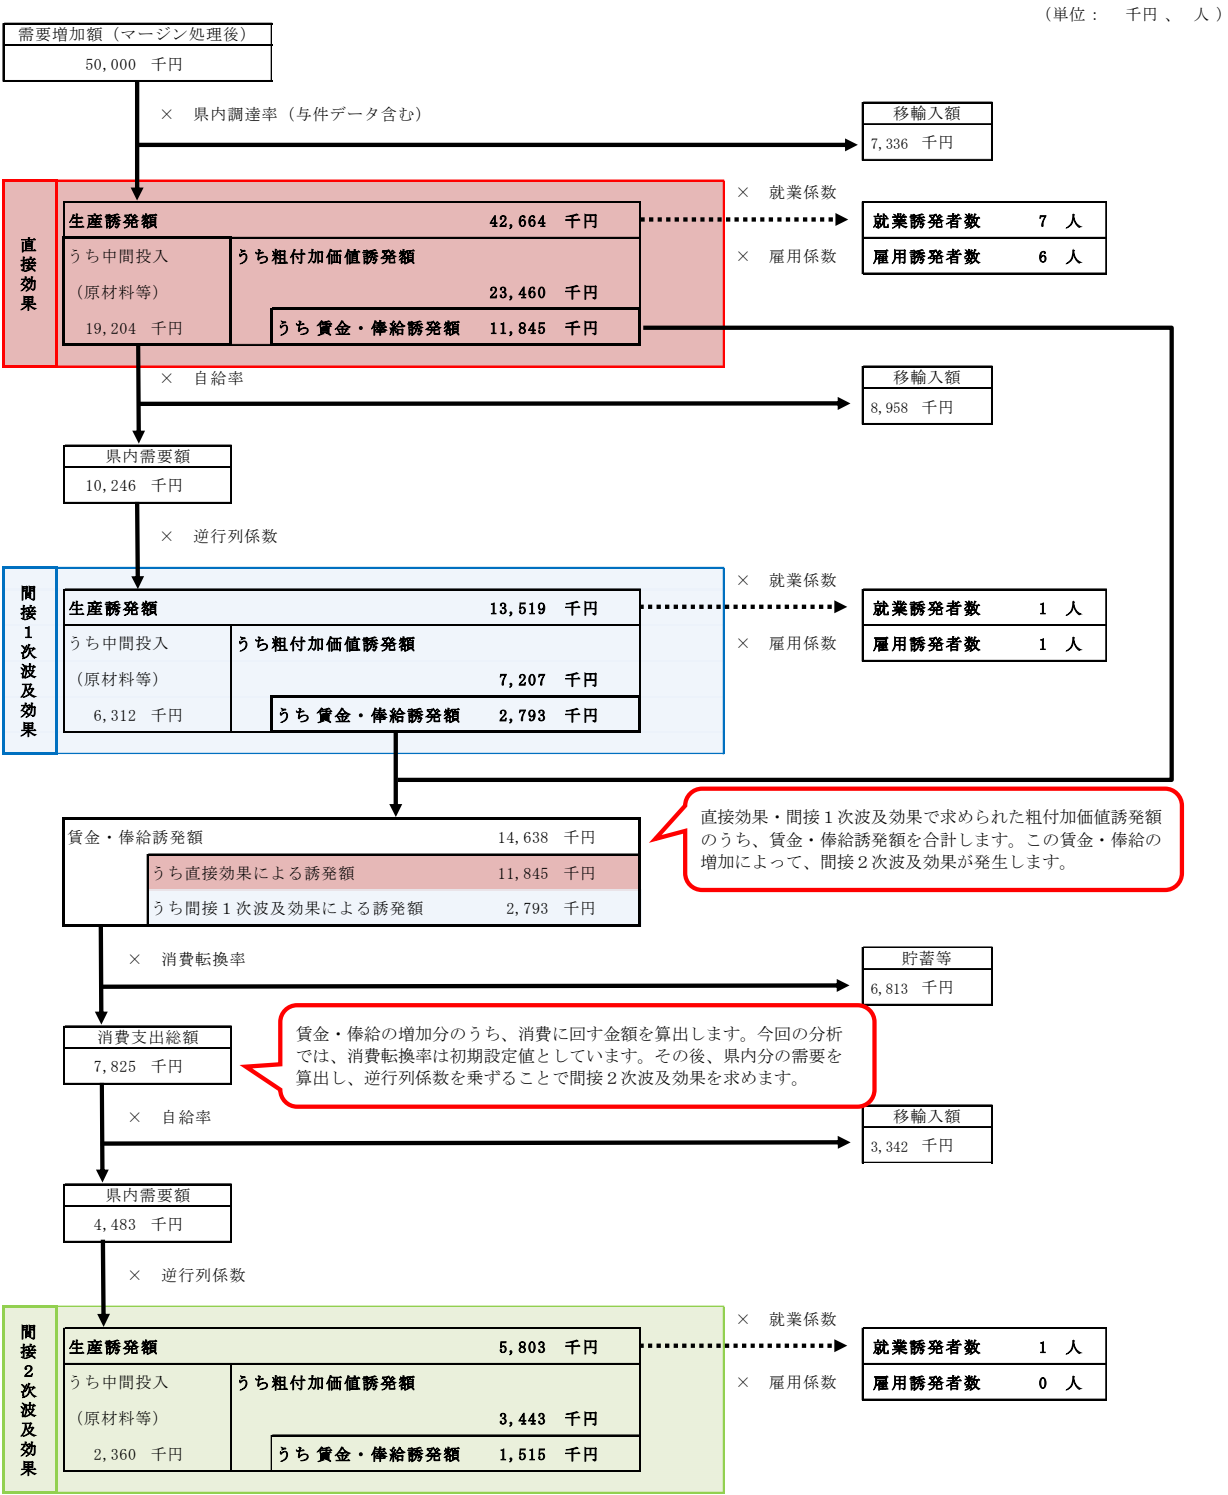 （単位： 千円 、 人 ）
需要増加額（マージン処理後）
50,000 千円
× 県内調達率（与件データ含む）
移輸入額
7,336 千円
直接効果
× 就業係数
生産誘発額 42,664 千円
就業誘発者数 7 人
うち中間投入 うち粗付加価値誘発額
× 雇用係数
雇用誘発者数 6 人
（原材料等） 23,460 千円
19,204 千円 うち賃金・俸給誘発額 11,845 千円
× 自給率
移輸入額
8,958 千円
県内需要額
10,246 千円
× 逆行列係数
間接１次波及効果
× 就業係数
生産誘発額 13,519 千円
就業誘発者数 1 人
うち中間投入 うち粗付加価値誘発額
× 雇用係数
雇用誘発者数 1 人
（原材料等） 7,207 千円
6,312 千円 うち賃金・俸給誘発額 2,793 千円
賃金・俸給誘発額 14,638 千円
うち直接効果による誘発額 11,845 千円
うち間接１次波及効果による誘発額 2,793 千円
直接効果・間接１次波及効果で求められた粗付加価値誘発額
のうち、賃金・俸給誘発額を合計します。この賃金・俸給の
増加によって、間接２次波及効果が発生します。
× 消費転換率
貯蓄等
6,813 千円
消費支出総額
7,825 千円
賃金・俸給の増加分のうち、消費に回す金額を算出します。今回の分析
では、消費転換率は初期設定値としています。その後、県内分の需要を
算出し、逆行列係数を乗ずることで間接２次波及効果を求めます。
× 自給率
移輸入額
3,342 千円
県内需要額
4,483 千円
× 逆行列係数
間接２次波及効果
× 就業係数
生産誘発額 5,803 千円
就業誘発者数 1 人
うち中間投入 うち粗付加価値誘発額
× 雇用係数
雇用誘発者数 0 人
（原材料等） 3,443 千円
2,360 千円 うち賃金・俸給誘発額 1,515 千円